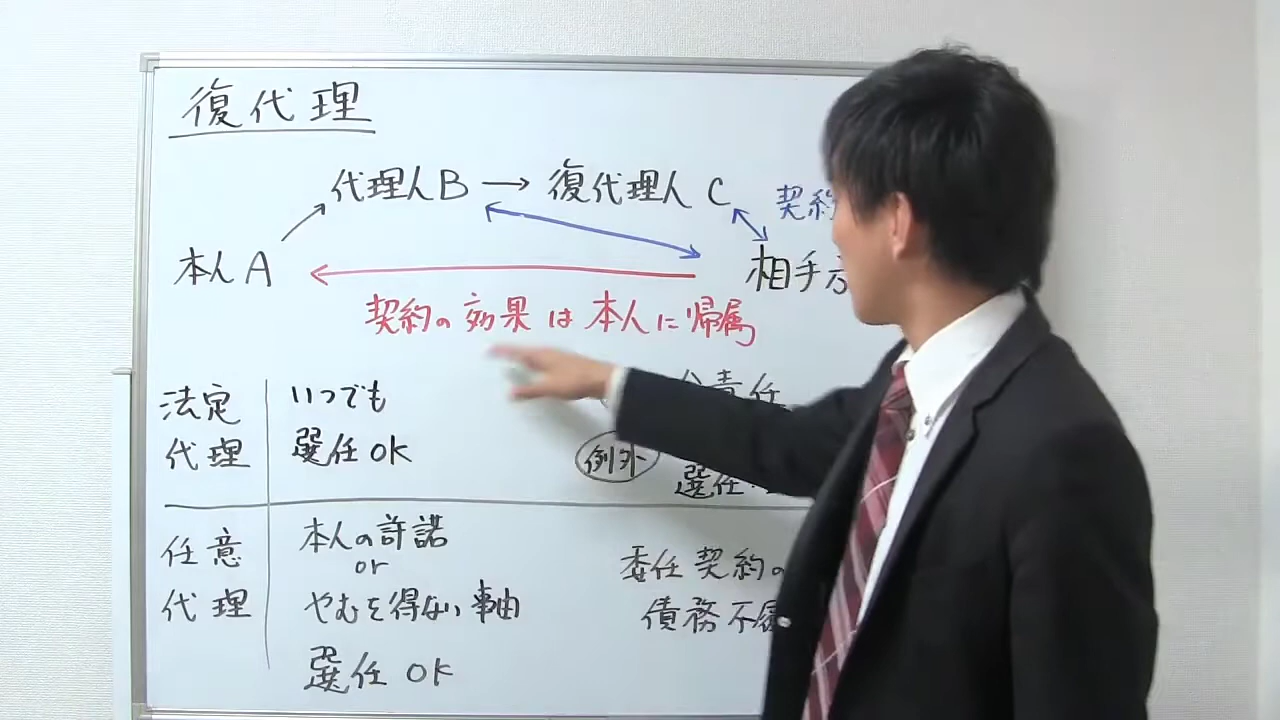 復代理
代理人B → 復代理人 C
契約
本人A
相手
契約の効果は本人に帰属
法定
代理
いつでも
選任OK
責任
例外
選任・
任意
代理
本人の許諾
or
やむを得ない事由
選任 OK
委任契約の
債務不履